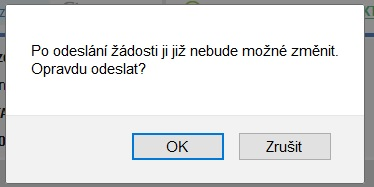 Po odeslání žádosti ji již nebude možné změnit.
Opravdu odeslat?
OK
Zrušit